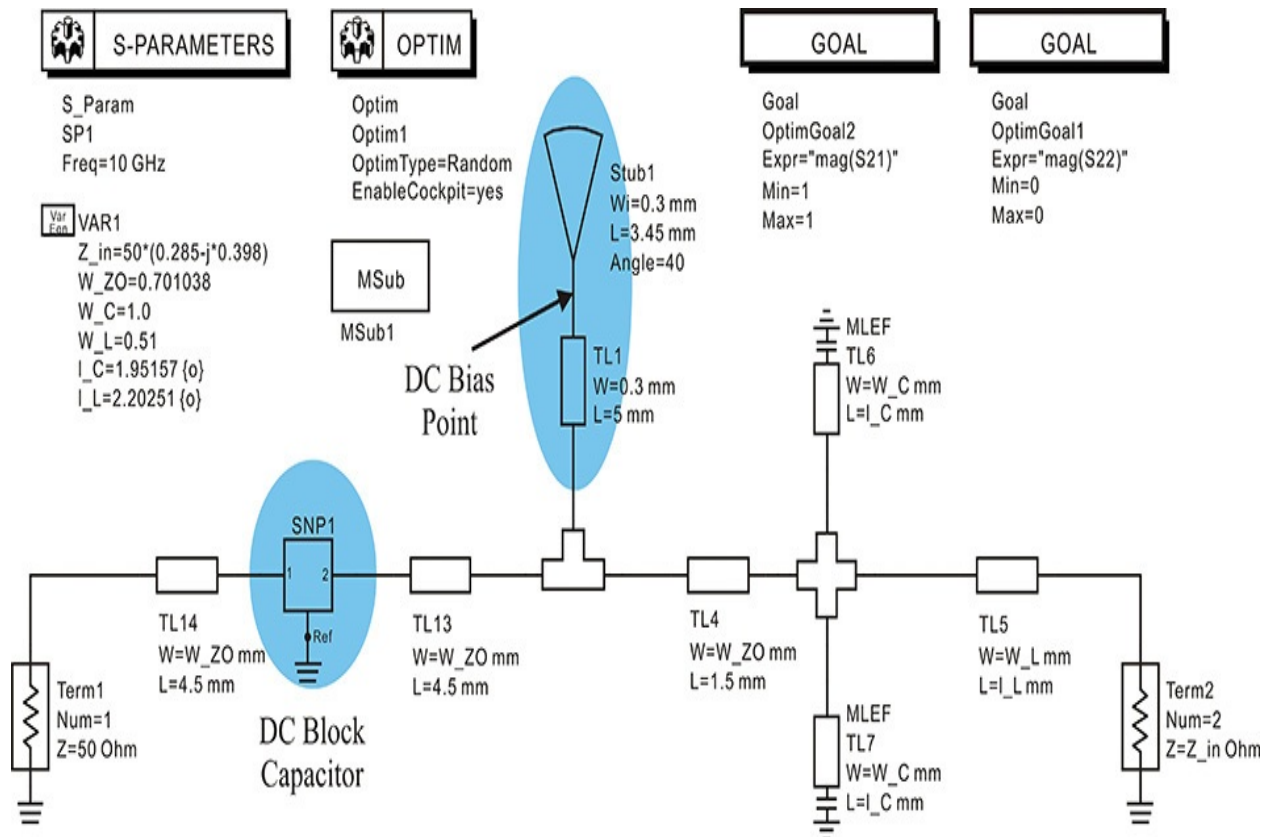 S-PARAMETERS
S_Param
SP1
Freq=10 GHz
Var
Eqn
VAR1
Z_in=50*(0.285-j*0.398)
W_ZO=0.701038
W_C=1.0
W_L=0.51
l_C=1.95157 {o}
l_L=2.20251 {o}
OPTIM
Optim
Optim1
OptimType=Random
EnableCockpit=yes
MSub
MSub1
GOAL
Goal
OptimGoal2
Expr="mag(S21)"
Min=1
Max=1
GOAL
Goal
OptimGoal1
Expr="mag(S22)"
Min=0
Max=0
Stub1
Wi=0.3 mm
L=3.45 mm
Angle=40
DC Bias
Point
TL1
W=0.3 mm
L=5 mm
MLEF
TL6
W=W_C mm
L=l_C mm
SNP1
1 2
Ref
TL14
W=W_ZO mm
L=4.5 mm
TL13
W=W_ZO mm
L=4.5 mm
TL4
W=W_ZO mm
L=1.5 mm
TL5
W=W_L mm
L=l_L mm
Term1
Num=1
Z=50 Ohm
DC Block
Capacitor
MLEF
TL7
W=W_C mm
L=l_C mm
Term2
Num=2
Z=Z_in Ohm